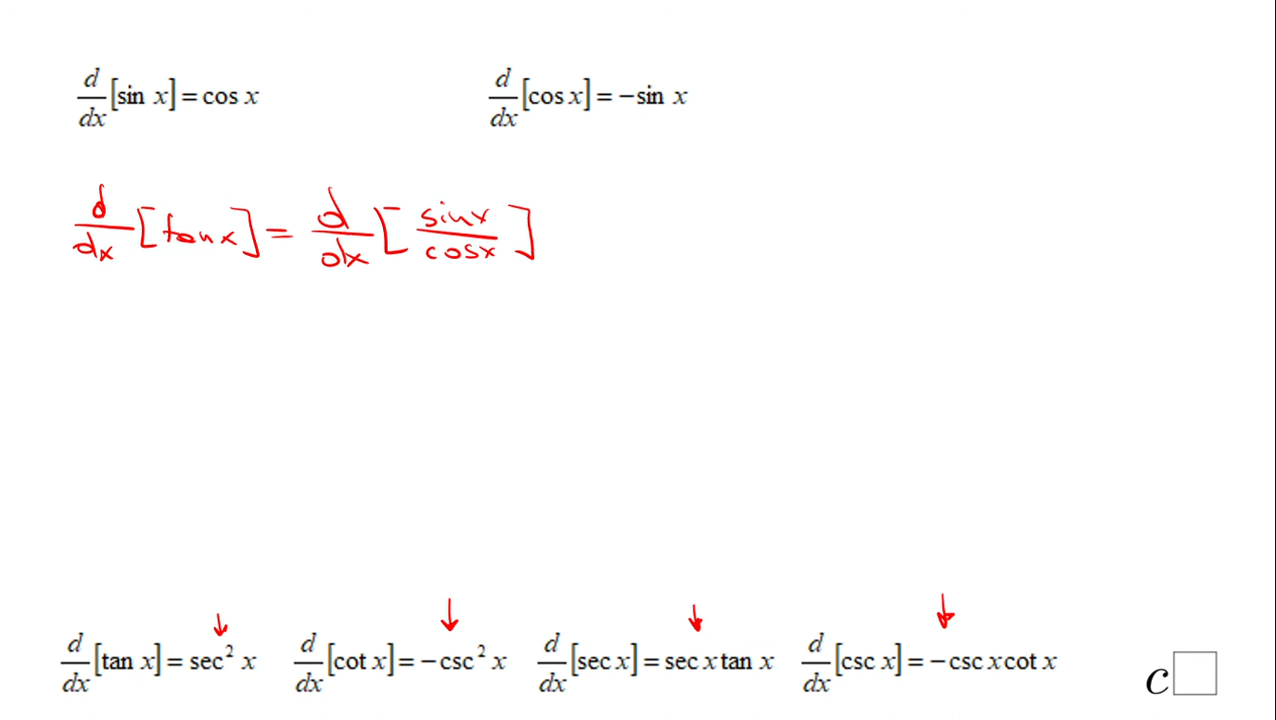 d/dx [sin x] = cos x d/dx [cos x] = −sin x
d/dx [tan x] = d/dx [sin x / cos x]
d/dx [tan x] = sec² x d/dx [cot x] = −csc² x d/dx [sec x] = sec x tan x d/dx [csc x] = −csc x cot x
c